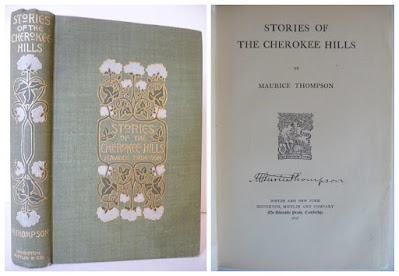 STORIES
OF THE
CHEROKEE
HILLS
M. THOMPSON
HOUGHTON
MIFFLIN & CO.
STORIES
OF THE
CHEROKEE HILLS
MAURICE THOMPSON
STORIES OF
THE CHEROKEE HILLS
BY
MAURICE THOMPSON
Maurice Thompson
BOSTON AND NEW YORK
HOUGHTON, MIFFLIN AND COMPANY
The Riverside Press, Cambridge